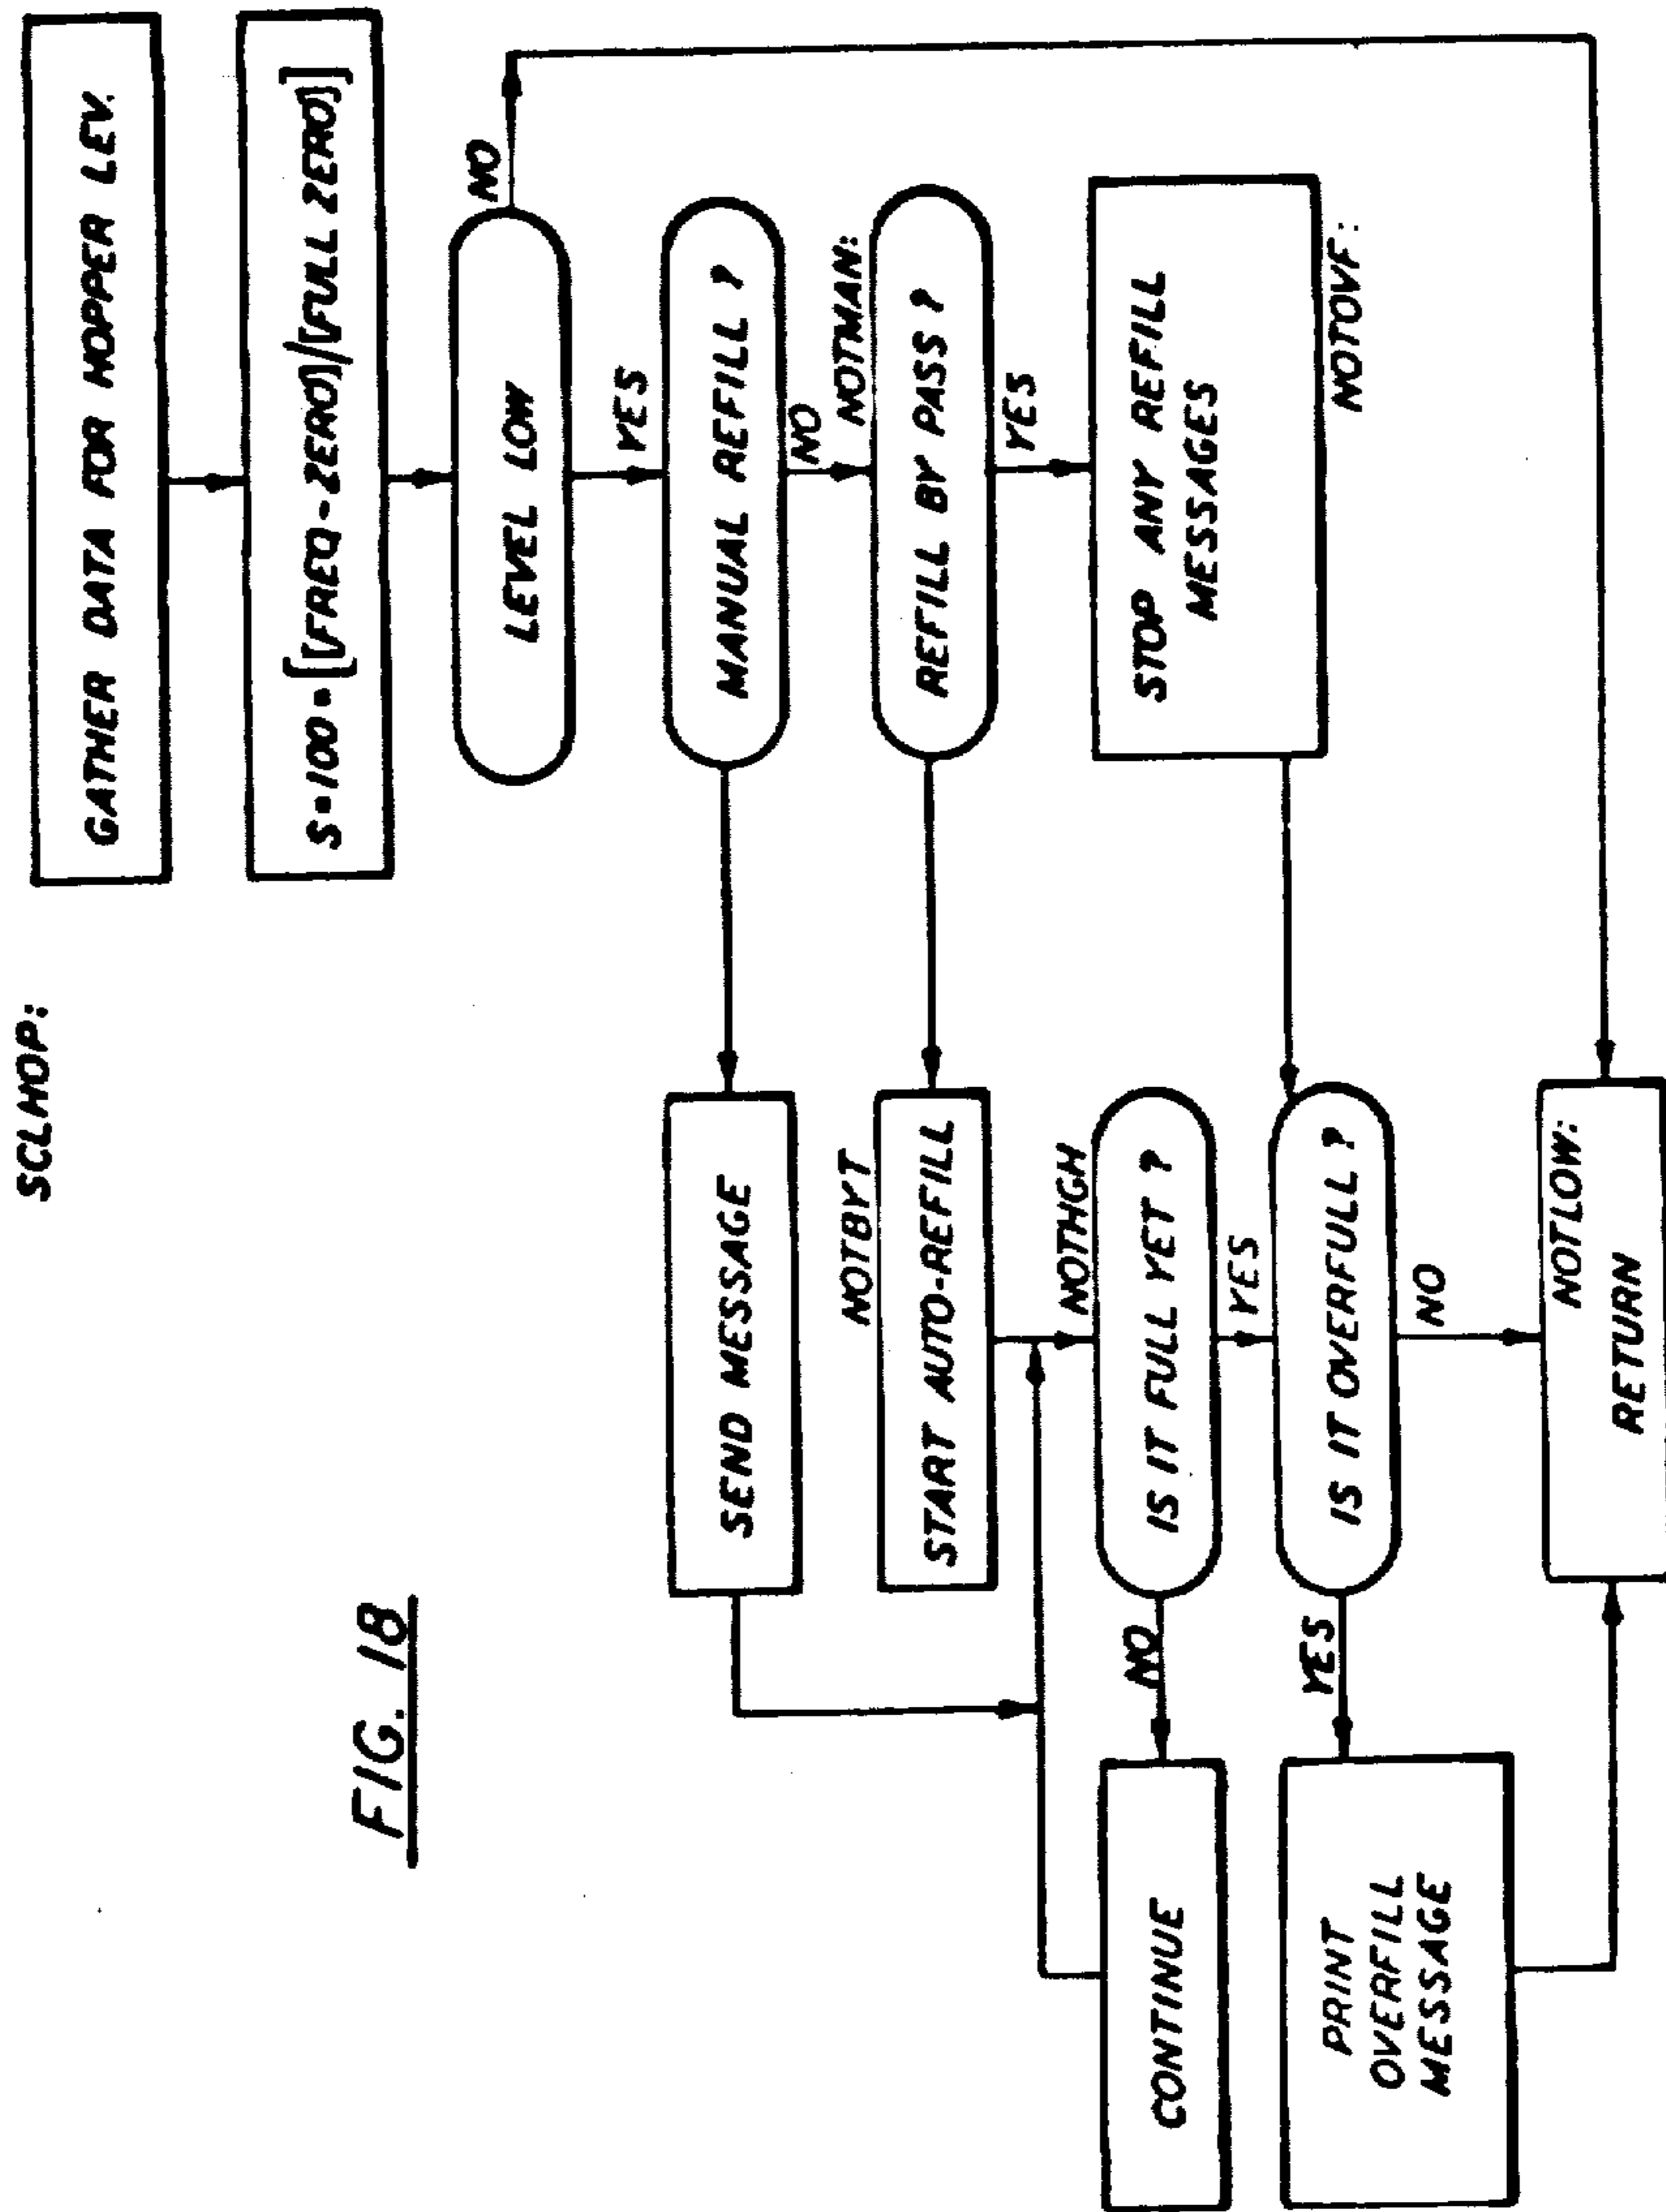 FIG. 18
SCLHOP:
GATHER DATA FOR HOPPER LEV.
S=100*[[FREQ-ZERO]/[FULL ZERO]]
LEVEL LOW
NO
YES
MANUAL REFILL ?
NO
NOTMAN:
REFILL BY PASS ?
YES
STOP ANY REFILL
MESSAGES
NOTOVF:
SEND MESSAGE
NOTBYT
START AUTO-REFILL
NOTHGH
IS IT FULL YET ?
NO
YES
CONTINUE
IS IT OVERFULL ?
YES
NO
PRINT
OVERFILL
MESSAGE
NOTLOW:
RETURN